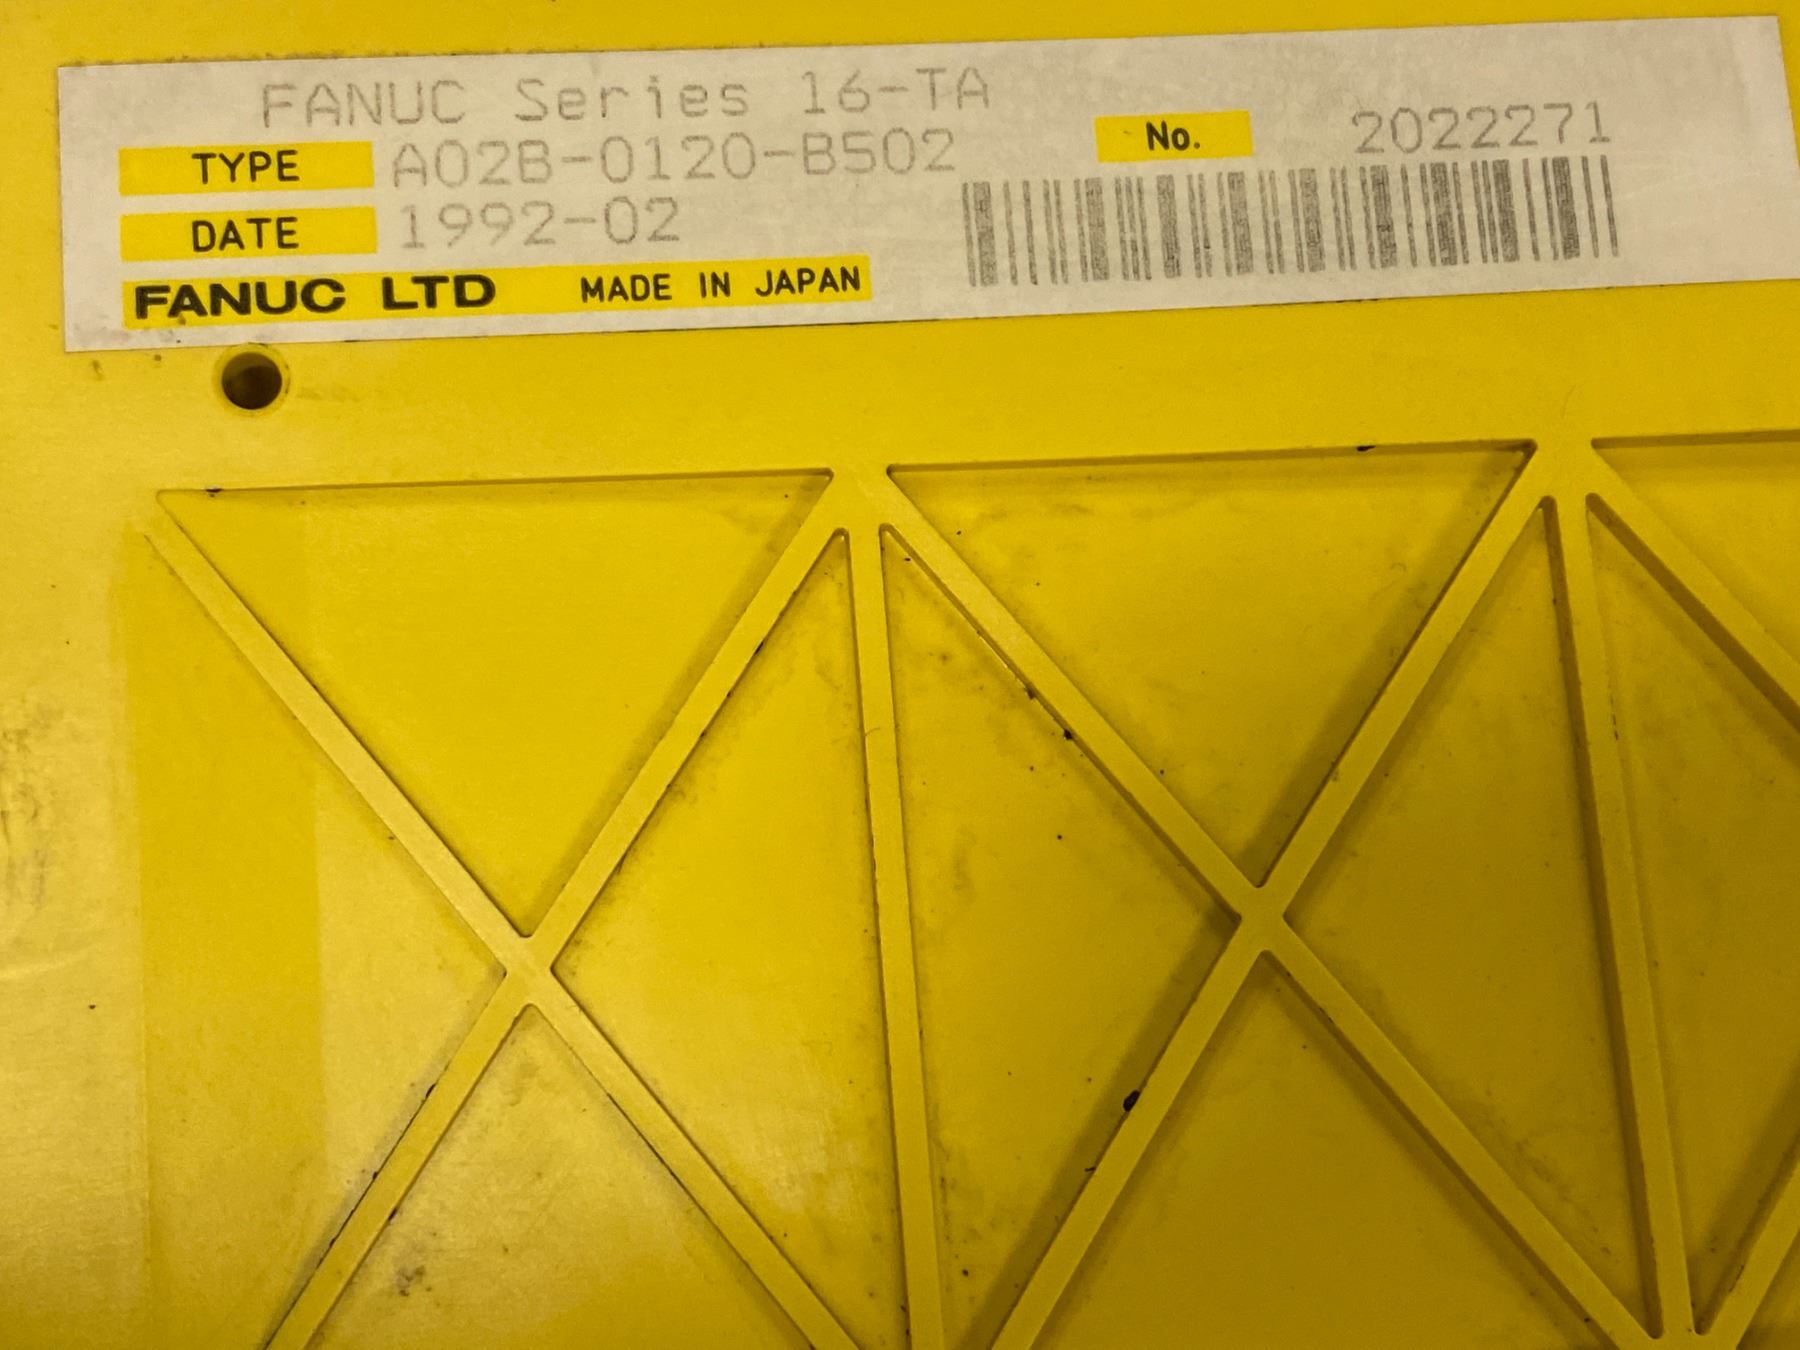 FANUC Series 16-TA
TYPE A02B-0120-B502
No. 2022271
DATE 1992-02
FANUC LTD MADE IN JAPAN